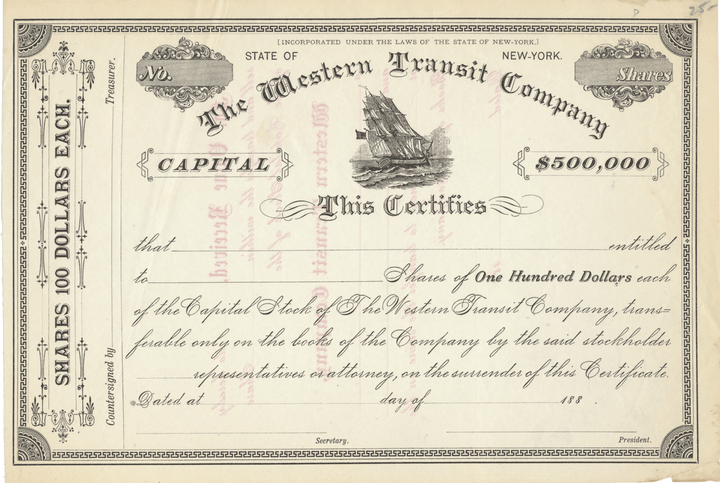 25-
[INCORPORATED UNDER THE LAWS OF THE STATE OF NEW-YORK.]
STATE OF NEW-YORK.
No. Shares
The Western Transit Company
CAPITAL $500,000
This Certifies
that entitled
to Shares of One Hundred Dollars each
of the Capital Stock of The Western Transit Company, trans=
ferable only on the books of the Company by the said stockholder
representatives or attorney, on the surrender of this Certificate.
Dated at day of 188 .
Secretary. President.
SHARES 100 DOLLARS EACH.
Countersigned by Treasurer.